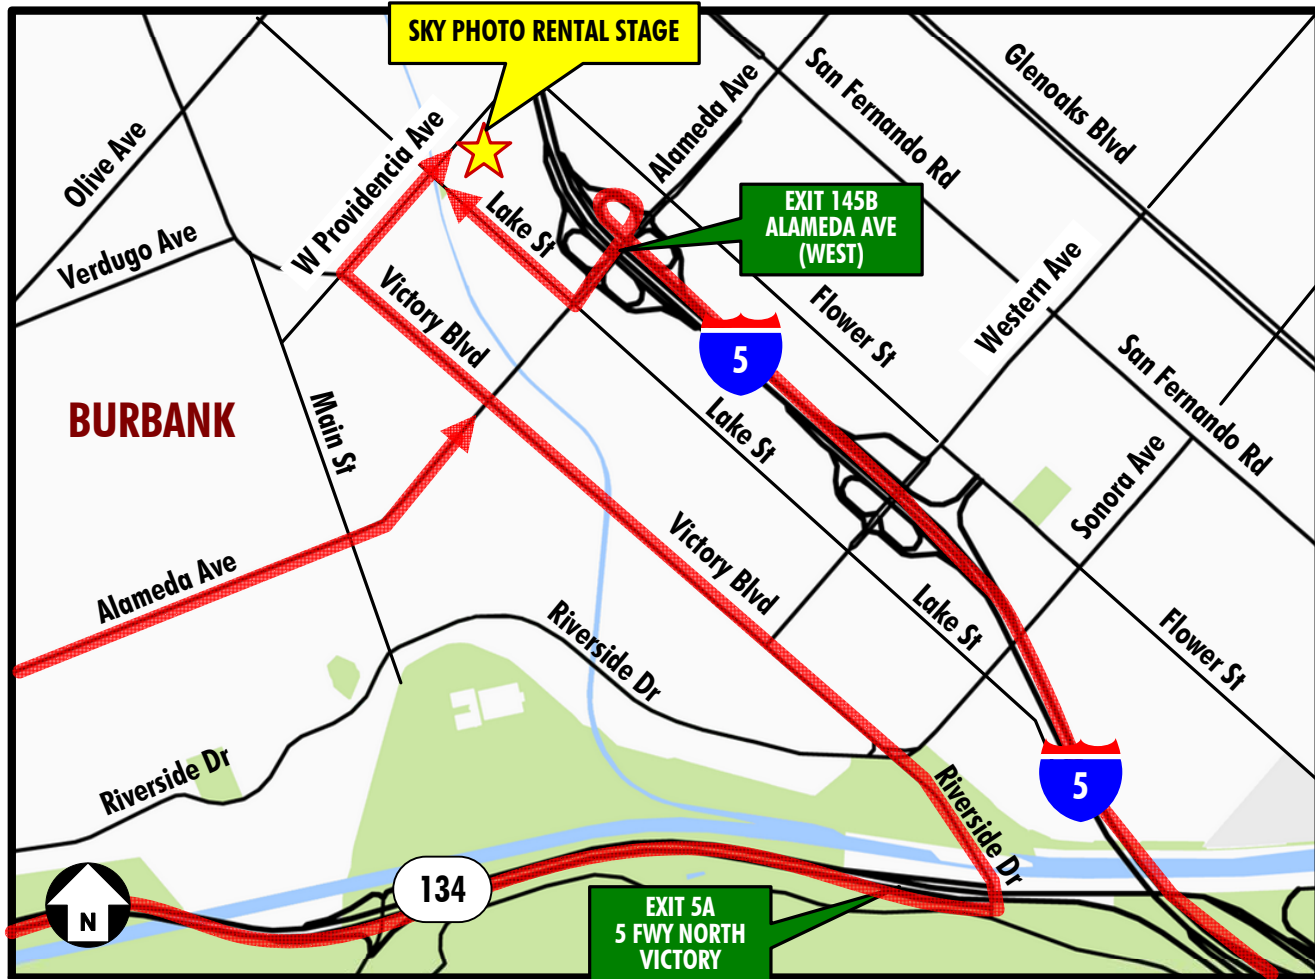 SKY PHOTO RENTAL STAGE
Glenoaks Blvd
San Fernando Rd
Alameda Ave
Olive Ave
W Providencia Ave
EXIT 145B
ALAMEDA AVE
(WEST)
Lake St
Verdugo Ave
Western Ave
Flower St
Victory Blvd
5
San Fernando Rd
BURBANK
Main St
Lake St
Sonora Ave
Victory Blvd
Alameda Ave
Lake St
Riverside Dr
Flower St
Riverside Dr
5
Riverside Dr
134
N
EXIT 5A
5 FWY NORTH
VICTORY